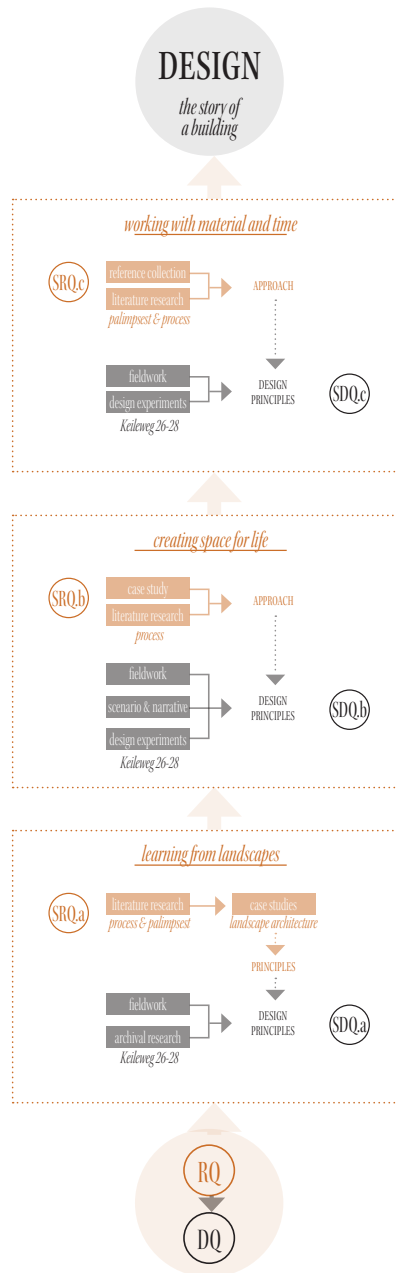 DESIGN
the story of
a building
working with material and time
SRQ.c
reference collection
literature research
palimpsest & process
APPROACH
fieldwork
design experiments
Keileweg 26-28
DESIGN
PRINCIPLES
SDQ.c
creating space for life
SRQ.b
case study
literature research
process
APPROACH
fieldwork
scenario & narrative
design experiments
Keileweg 26-28
DESIGN
PRINCIPLES
SDQ.b
learning from landscapes
SRQ.a
literature research
process & palimpsest
case studies
landscape architecture
PRINCIPLES
fieldwork
archival research
Keileweg 26-28
DESIGN
PRINCIPLES
SDQ.a
RQ
DQ